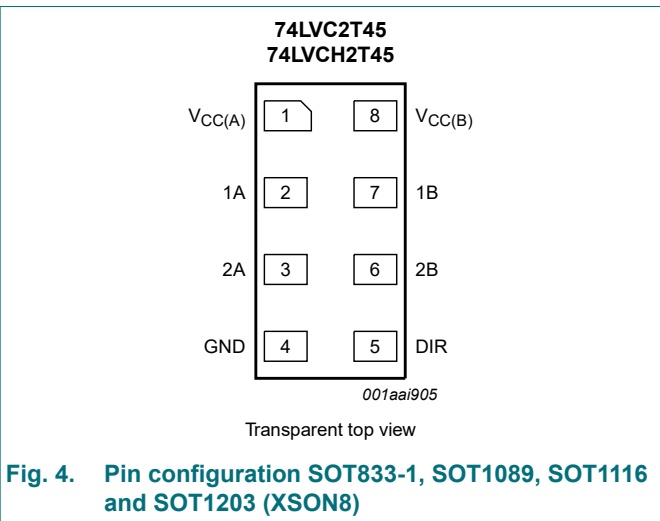 74LVC2T45
74LVCH2T45
VCC(A) 1 8 VCC(B)
1A 2 7 1B
2A 3 6 2B
GND 4 5 DIR
001aai905
Transparent top view
Fig. 4. Pin configuration SOT833-1, SOT1089, SOT1116
and SOT1203 (XSON8)